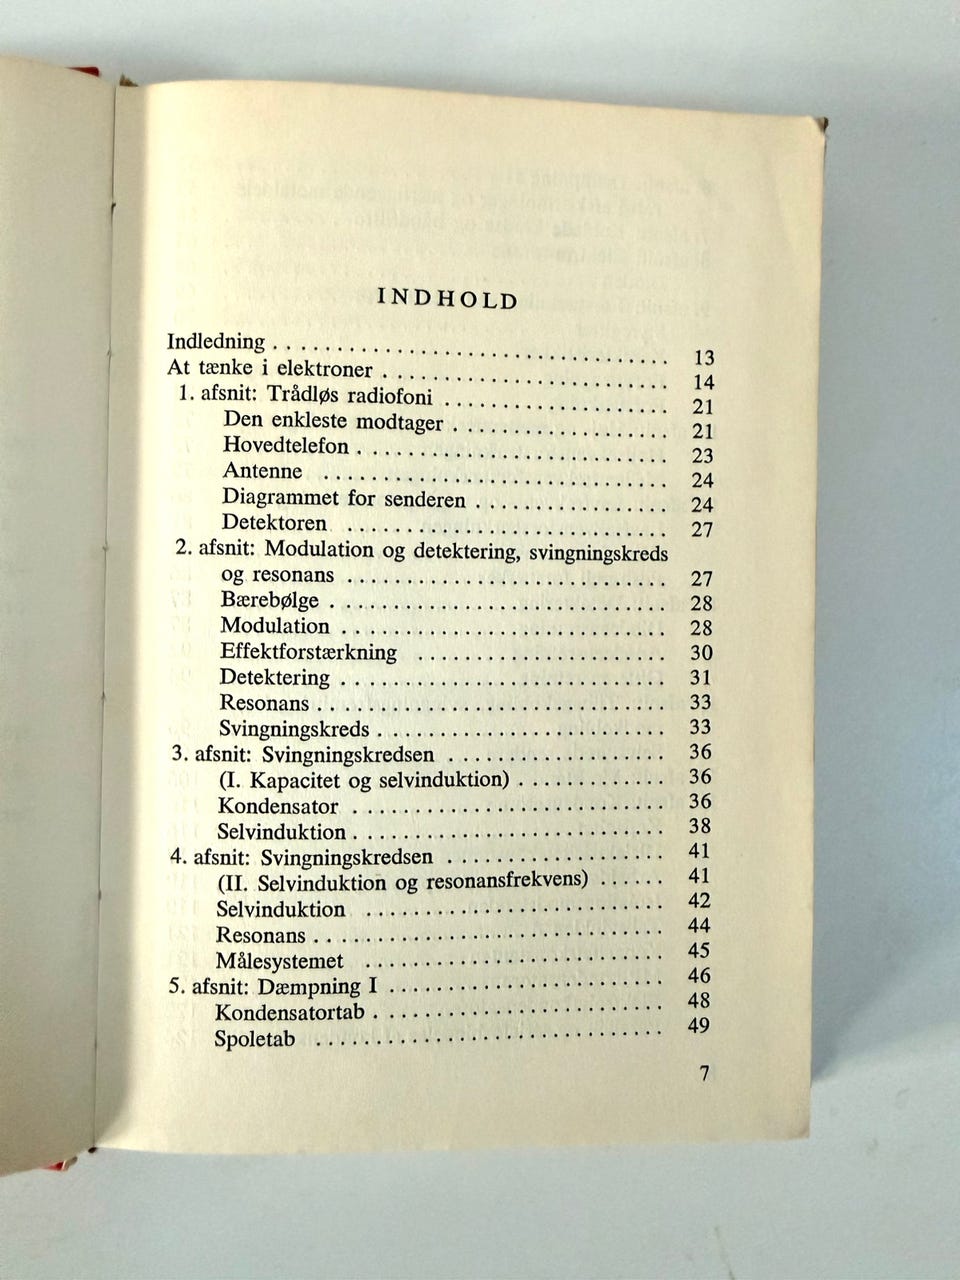 INDHOLD
Indledning . . . . . . . . . . . . . . . . . . . . . . . . . . . . . . . . 13
At tænke i elektroner . . . . . . . . . . . . . . . . . . . . . . . 14
1. afsnit: Trådløs radiofoni . . . . . . . . . . . . . . . . . . 21
Den enkleste modtager . . . . . . . . . . . . . . . . . 21
Hovedtelefon . . . . . . . . . . . . . . . . . . . . . . . . . 23
Antenne . . . . . . . . . . . . . . . . . . . . . . . . . . . . 24
Diagrammet for senderen . . . . . . . . . . . . . . . 24
Detektoren . . . . . . . . . . . . . . . . . . . . . . . . . . 27
2. afsnit: Modulation og detektering, svingningskreds
og resonans . . . . . . . . . . . . . . . . . . . . . . . . . 27
Bærebølge . . . . . . . . . . . . . . . . . . . . . . . . . . . 28
Modulation . . . . . . . . . . . . . . . . . . . . . . . . . . 28
Effektforstærkning . . . . . . . . . . . . . . . . . . . . 30
Detektering . . . . . . . . . . . . . . . . . . . . . . . . . . 31
Resonans . . . . . . . . . . . . . . . . . . . . . . . . . . . . 33
Svingningskreds . . . . . . . . . . . . . . . . . . . . . . . 33
3. afsnit: Svingningskredsen . . . . . . . . . . . . . . . . . . 36
(I. Kapacitet og selvinduktion) . . . . . . . . . . . . 36
Kondensator . . . . . . . . . . . . . . . . . . . . . . . . . 36
Selvinduktion . . . . . . . . . . . . . . . . . . . . . . . . . 38
4. afsnit: Svingningskredsen . . . . . . . . . . . . . . . . . . 41
(II. Selvinduktion og resonansfrekvens) . . . . . . 41
Selvinduktion . . . . . . . . . . . . . . . . . . . . . . . . 42
Resonans . . . . . . . . . . . . . . . . . . . . . . . . . . . . 44
Målesystemet . . . . . . . . . . . . . . . . . . . . . . . . 45
5. afsnit: Dæmpning I . . . . . . . . . . . . . . . . . . . . . . 46
Kondensatortab . . . . . . . . . . . . . . . . . . . . . . . 48
Spoletab . . . . . . . . . . . . . . . . . . . . . . . . . . . . 49
7